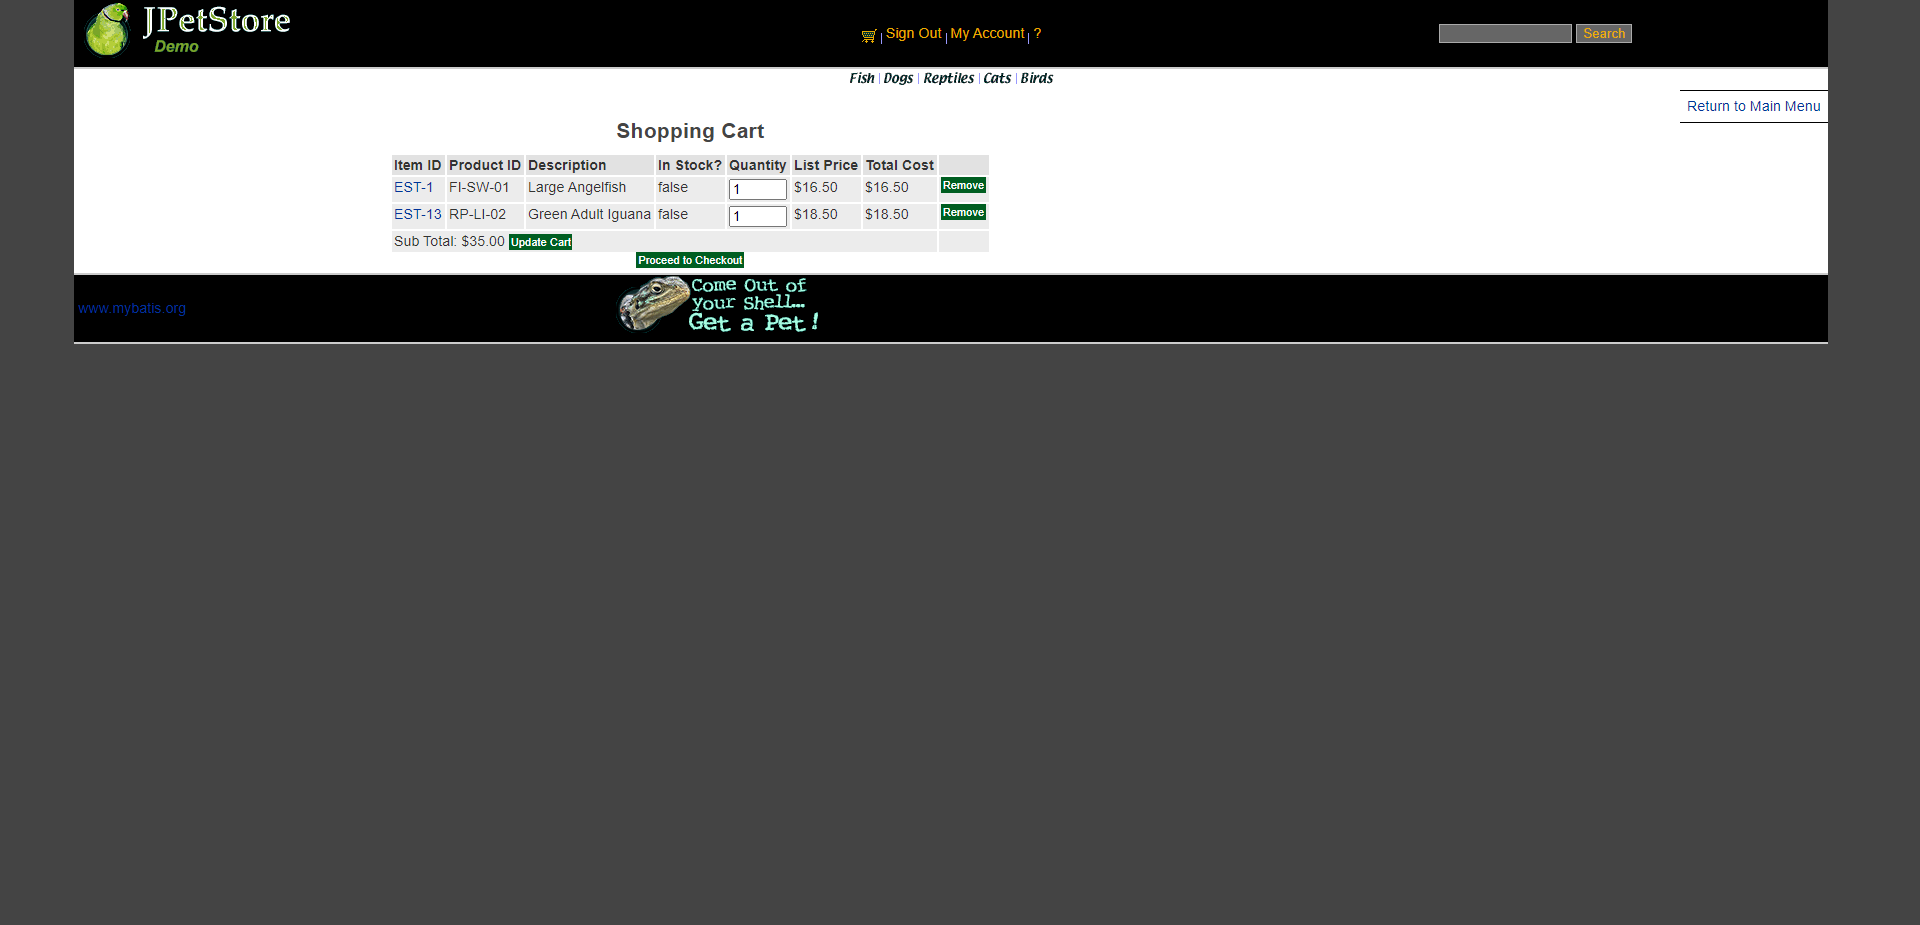 JPetStore
Demo
Sign Out | My Account | ?
Search
Fish | Dogs | Reptiles | Cats | Birds
Return to Main Menu
Shopping Cart
Item ID Product ID Description In Stock? Quantity List Price Total Cost
EST-1 FI-SW-01 Large Angelfish false 1 $16.50 $16.50 Remove
EST-13 RP-LI-02 Green Adult Iguana false 1 $18.50 $18.50 Remove
Sub Total: $35.00 Update Cart
Proceed to Checkout
www.mybatis.org
Come Out of
Your Shell...
Get a Pet !